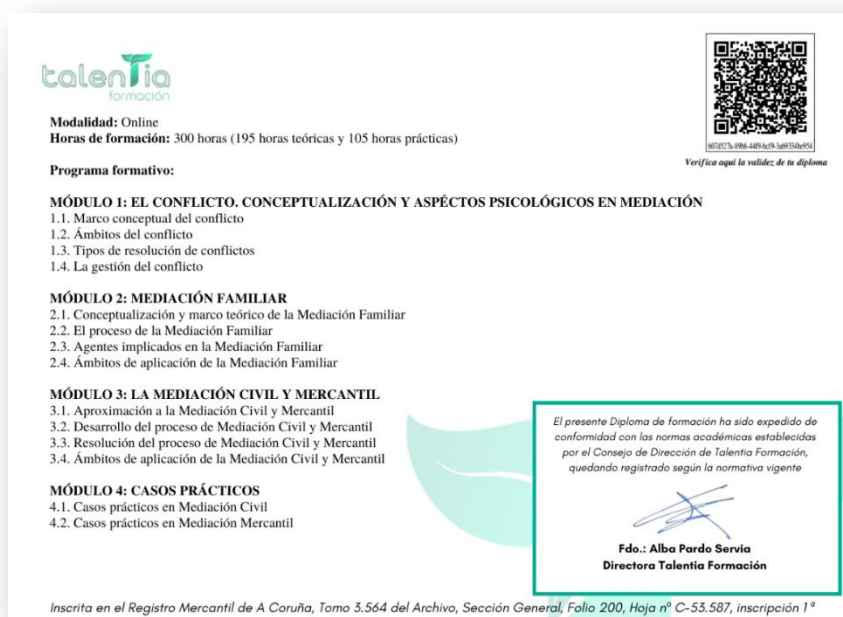 talenTia
formación
Modalidad: Online
Horas de formación: 300 horas (195 horas teóricas y 105 horas prácticas)
Verifica aquí la validez de tu diploma
Programa formativo:
MÓDULO 1: EL CONFLICTO. CONCEPTUALIZACIÓN Y ASPÉCTOS PSICOLÓGICOS EN MEDIACIÓN
1.1. Marco conceptual del conflicto
1.2. Ámbitos del conflicto
1.3. Tipos de resolución de conflictos
1.4. La gestión del conflicto
MÓDULO 2: MEDIACIÓN FAMILIAR
2.1. Conceptualización y marco teórico de la Mediación Familiar
2.2. El proceso de la Mediación Familiar
2.3. Agentes implicados en la Mediación Familiar
2.4. Ámbitos de aplicación de la Mediación Familiar
MÓDULO 3: LA MEDIACIÓN CIVIL Y MERCANTIL
3.1. Aproximación a la Mediación Civil y Mercantil
3.2. Desarrollo del proceso de Mediación Civil y Mercantil
3.3. Resolución del proceso de Mediación Civil y Mercantil
3.4. Ámbitos de aplicación de la Mediación Civil y Mercantil
MÓDULO 4: CASOS PRÁCTICOS
4.1. Casos prácticos en Mediación Civil
4.2. Casos prácticos en Mediación Mercantil
El presente Diploma de formación ha sido expedido de
conformidad con las normas académicas establecidas
por el Consejo de Dirección de Talentia Formación,
quedando registrado según la normativa vigente
Fdo.: Alba Pardo Servia
Directora Talentia Formación
Inscrita en el Registro Mercantil de A Coruña, Tomo 3.564 del Archivo, Sección General, Folio 200, Hoja nº C-53.587, inscripción 1ª